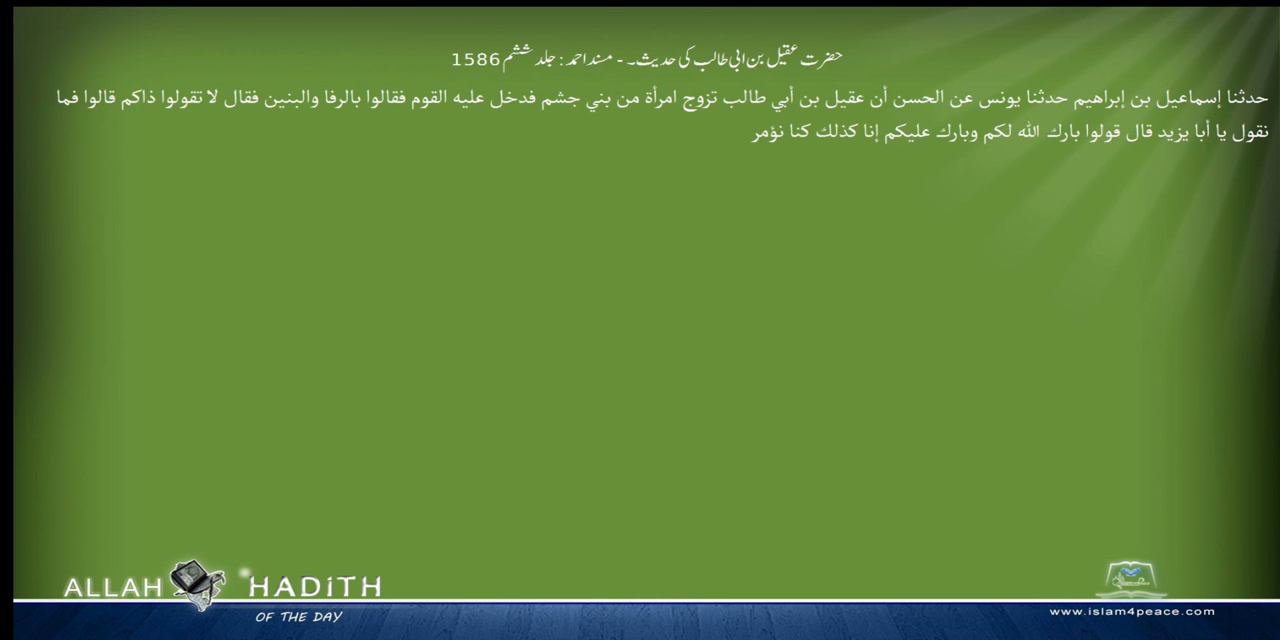 حضرت عقیل بن ابی طالب کی حدیث۔ - مسند احمد : جلد ششم 1586
حدثنا إسماعيل بن إبراهيم حدثنا يونس عن الحسن أن عقيل بن أبي طالب تزوج امرأة من بني جشم فدخل عليه القوم فقالوا بالرفا والبنين فقال لا تقولوا ذاكم قالوا فما
نقول يا أبا يزيد قال قولوا بارك الله لكم وبارك عليكم إنا كذلك كنا نؤمر
ALLAH HADITH
OF THE DAY
www.islam4peace.com